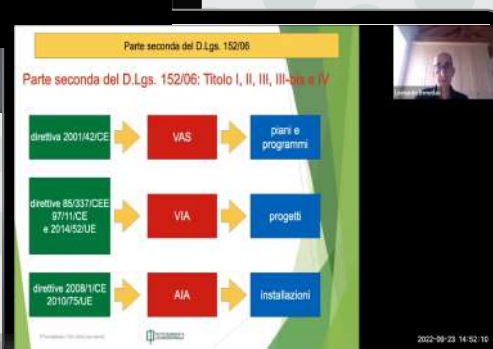 Parte seconda del D.Lgs. 152/06
Parte seconda del D.Lgs. 152/06: Titolo I, II, III, III-bis e IV
direttiva 2001/42/CE
VAS
piani e
programmi
direttive 85/337/CEE
97/11/CE
e 2014/52/UE
VIA
progetti
direttive 2008/1/CE
2010/75/UE
AIA
installazioni
2022-09-23 14:52:10